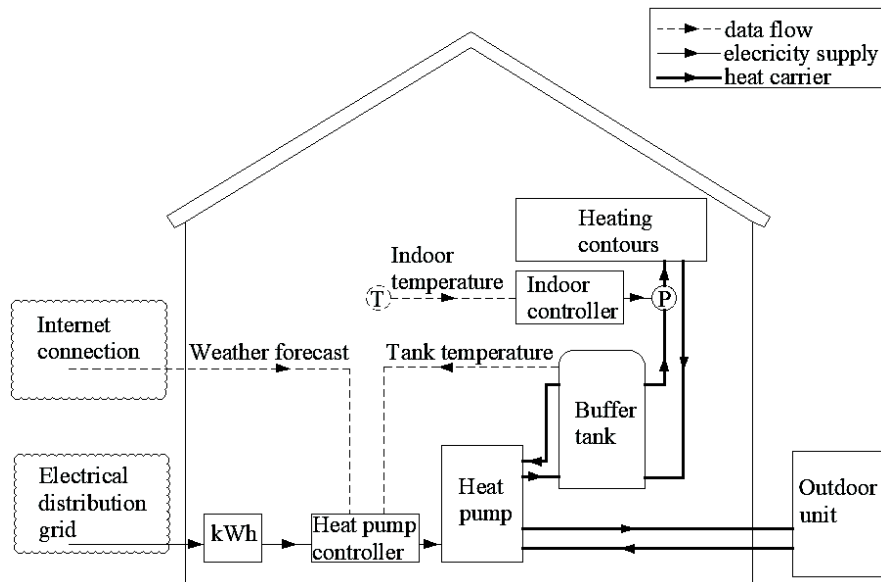 data flow
elecricity supply
heat carrier
Heating
contours
Indoor
temperature
T
Indoor
controller
P
Internet
connection
Weather forecast
Tank temperature
Buffer
tank
Electrical
distribution
grid
kWh
Heat pump
controller
Heat
pump
Outdoor
unit